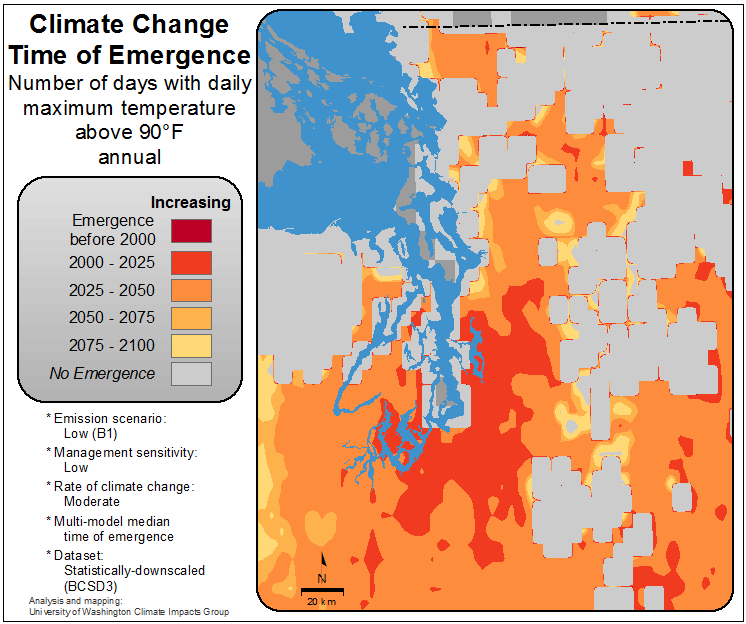 Climate Change
Time of Emergence
Number of days with daily
maximum temperature
above 90°F
annual
Increasing
Emergence
before 2000
2000 - 2025
2025 - 2050
2050 - 2075
2075 - 2100
No Emergence
* Emission scenario:
Low (B1)
* Management sensitivity:
Low
* Rate of climate change:
Moderate
* Multi-model median
time of emergence
* Dataset:
Statistically-downscaled
(BCSD3)
Analysis and mapping:
University of Washington Climate Impacts Group
N
20 km